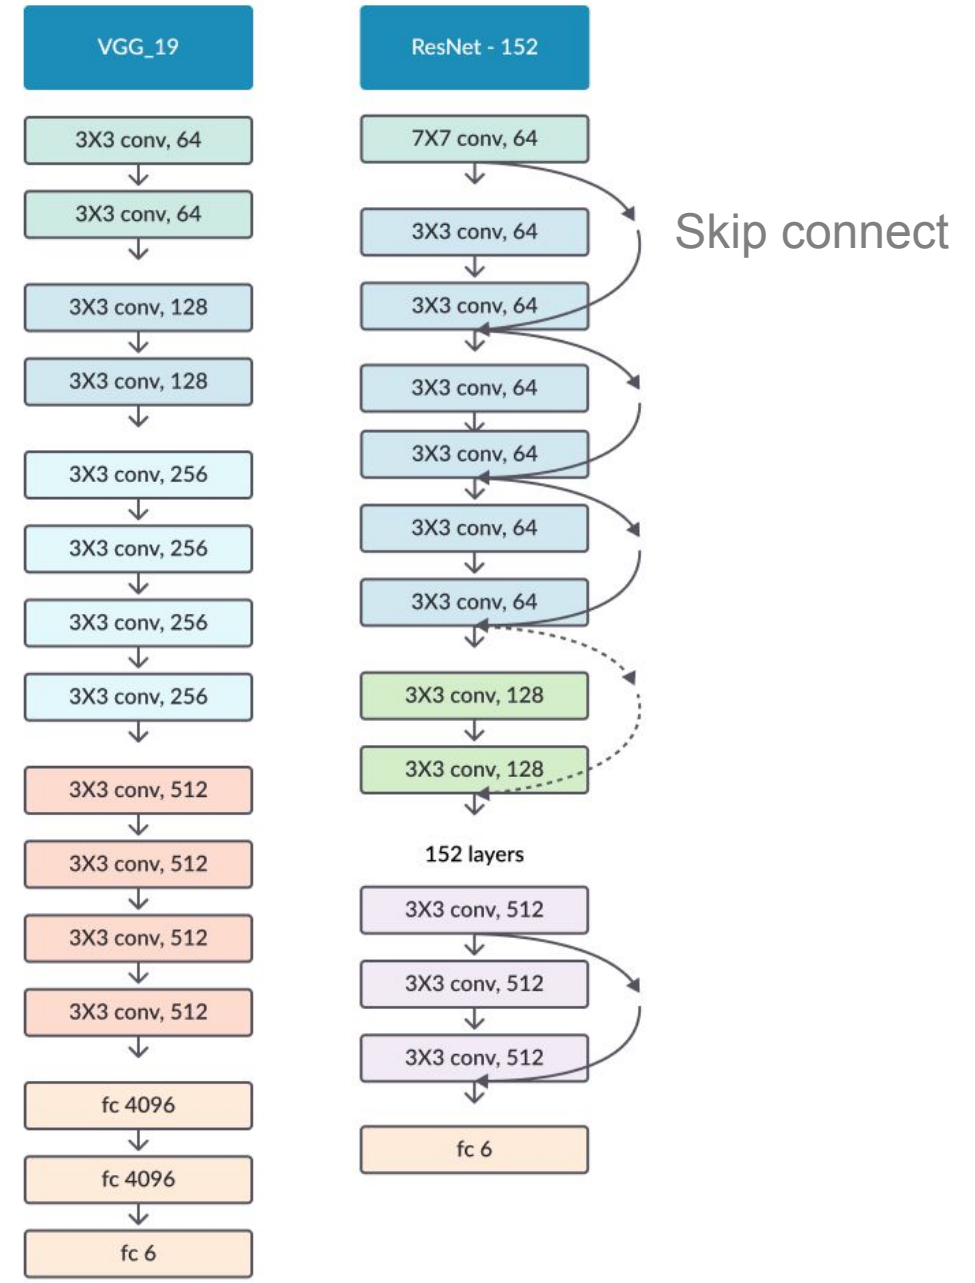 VGG_19
3X3 conv, 64
3X3 conv, 64
3X3 conv, 128
3X3 conv, 128
3X3 conv, 256
3X3 conv, 256
3X3 conv, 256
3X3 conv, 256
3X3 conv, 512
3X3 conv, 512
3X3 conv, 512
3X3 conv, 512
fc 4096
fc 4096
fc 6
ResNet - 152
7X7 conv, 64
3X3 conv, 64
3X3 conv, 64
3X3 conv, 64
3X3 conv, 64
3X3 conv, 64
3X3 conv, 64
3X3 conv, 128
3X3 conv, 128
152 layers
3X3 conv, 512
3X3 conv, 512
3X3 conv, 512
fc 6
Skip connect